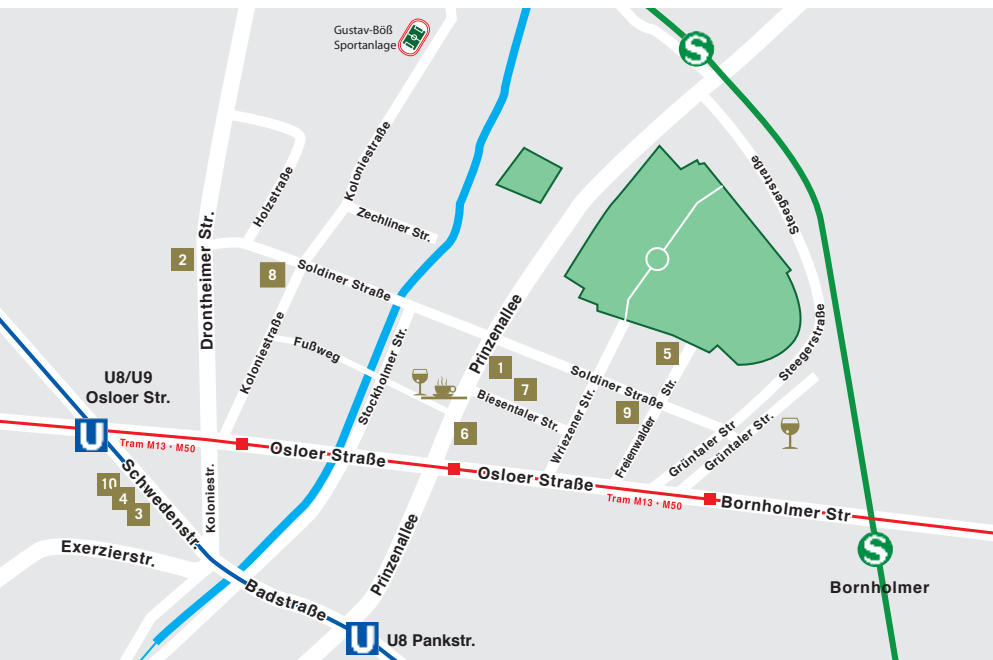 Gustav-Böß
Sportanlage
S
Steegerstraße
Koloniestraße
Holzstraße
Zechliner Str.
Drontheimer Str.
2
8
Soldiner Straße
Prinzenallee
Steegerstraße
Koloniestraße
Fußweg
Stockholmer Str.
5
1
7
Soldiner Straße
U8/U9
Osloer Str.
Biesentaler Str.
Wriezener Str.
9
Freienwalder Str.
Grüntaler Str
Grüntaler Str.
6
U
Tram M13 • M50
Osloer Straße
Osloer Straße
Tram M13 • M50
Bornholmer Str
Schwedenstr.
10
4
3
Koloniestr.
Exerzierstr.
Prinzenallee
S
Bornholmer
Badstraße
U
U8 Pankstr.